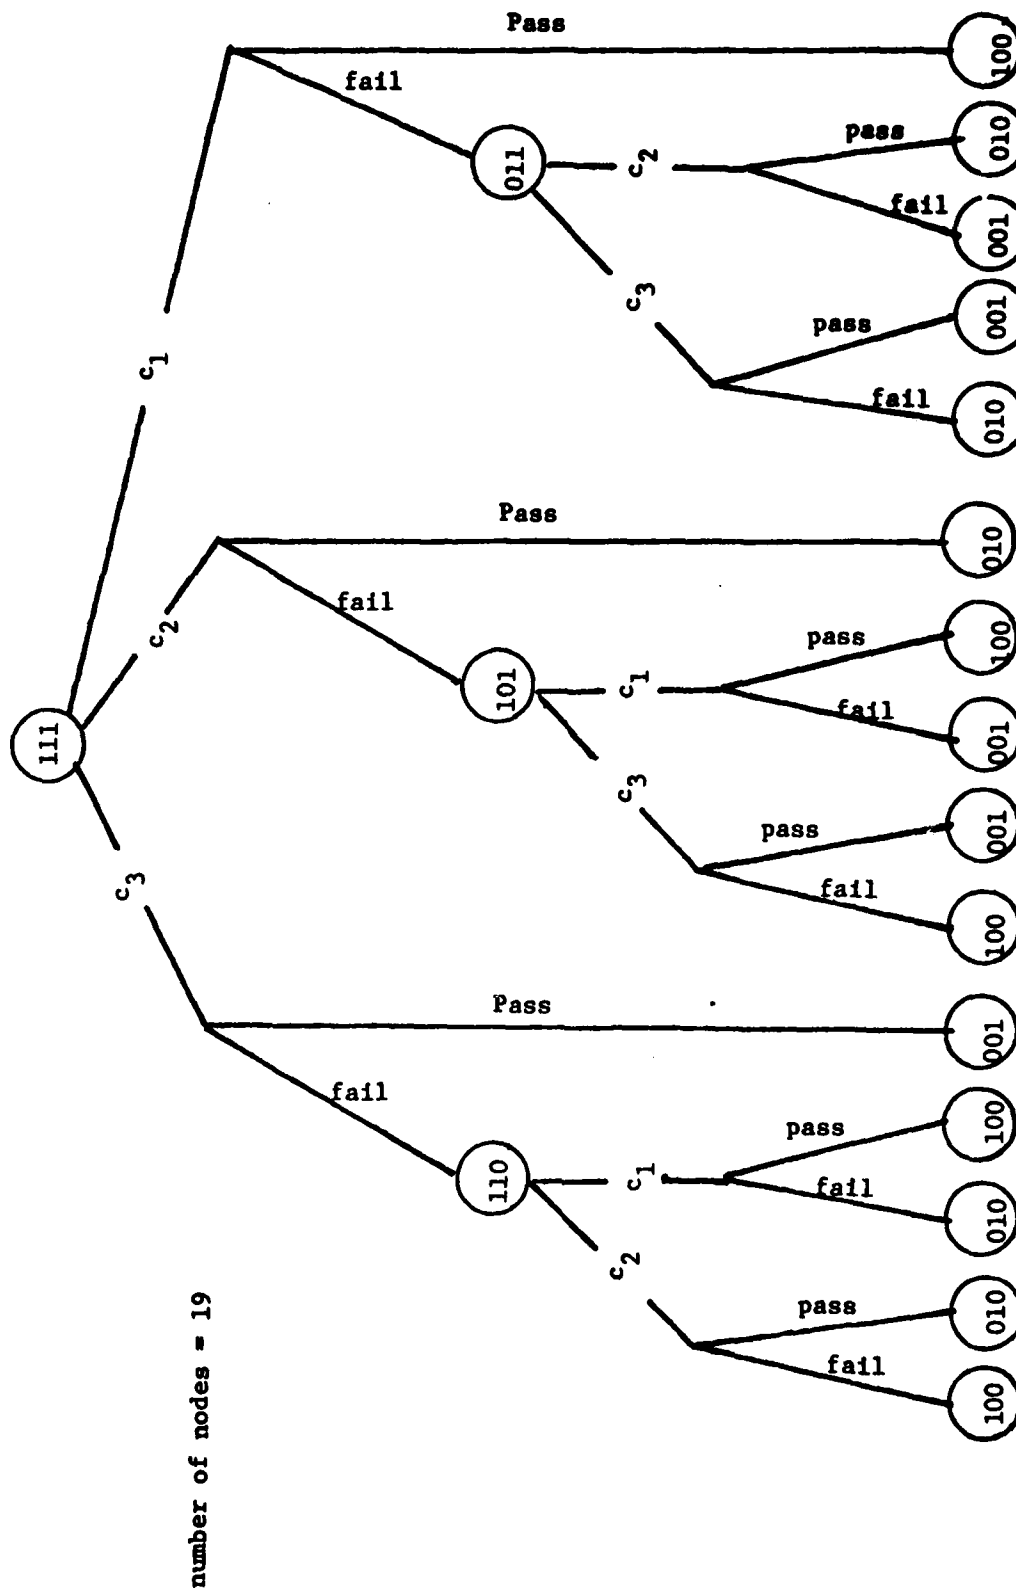 number of nodes = 19
111
c3
c2
c1
fail
Pass
fail
Pass
fail
Pass
110
101
011
c2
c1
c3
c1
c3
c2
fail
pass
fail
pass
fail
pass
fail
pass
fail
pass
fail
pass
100
010
010
100
001
100
001
001
100
010
010
001
001
010
100